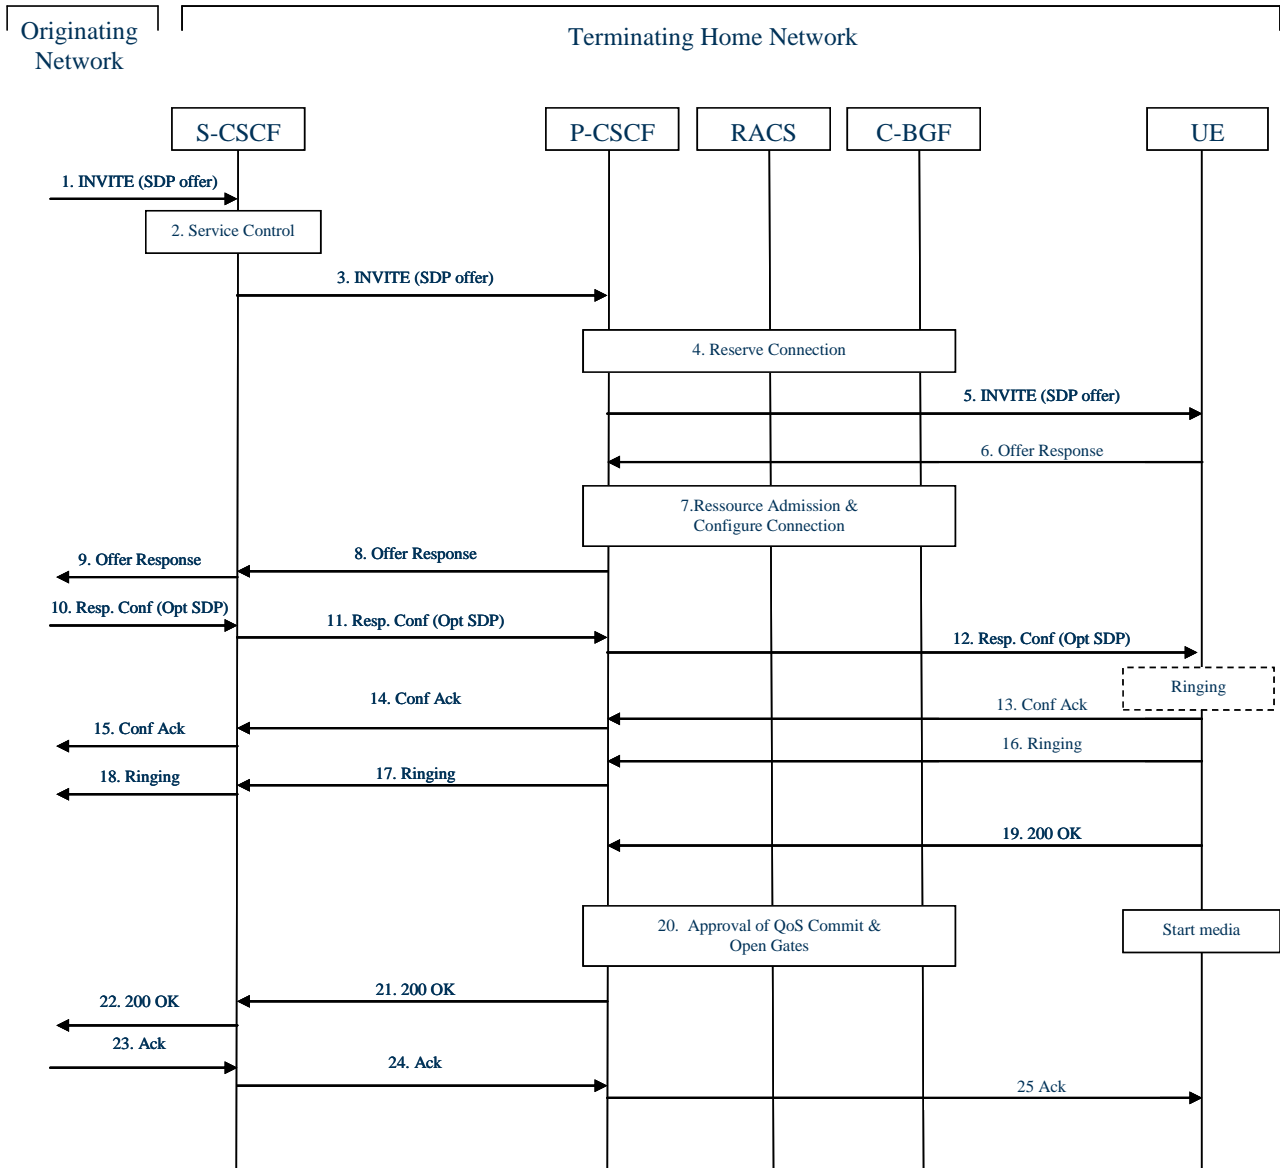 Originating
Network
Terminating Home Network
S-CSCF
P-CSCF
RACS
C-BGF
UE
1. INVITE (SDP offer)
2. Service Control
3. INVITE (SDP offer)
4. Reserve Connection
5. INVITE (SDP offer)
6. Offer Response
7.Ressource Admission &
Configure Connection
8. Offer Response
9. Offer Response
10. Resp. Conf (Opt SDP)
11. Resp. Conf (Opt SDP)
12. Resp. Conf (Opt SDP)
Ringing
13. Conf Ack
14. Conf Ack
15. Conf Ack
16. Ringing
17. Ringing
18. Ringing
19. 200 OK
20. Approval of QoS Commit &
Open Gates
Start media
21. 200 OK
22. 200 OK
23. Ack
24. Ack
25 Ack